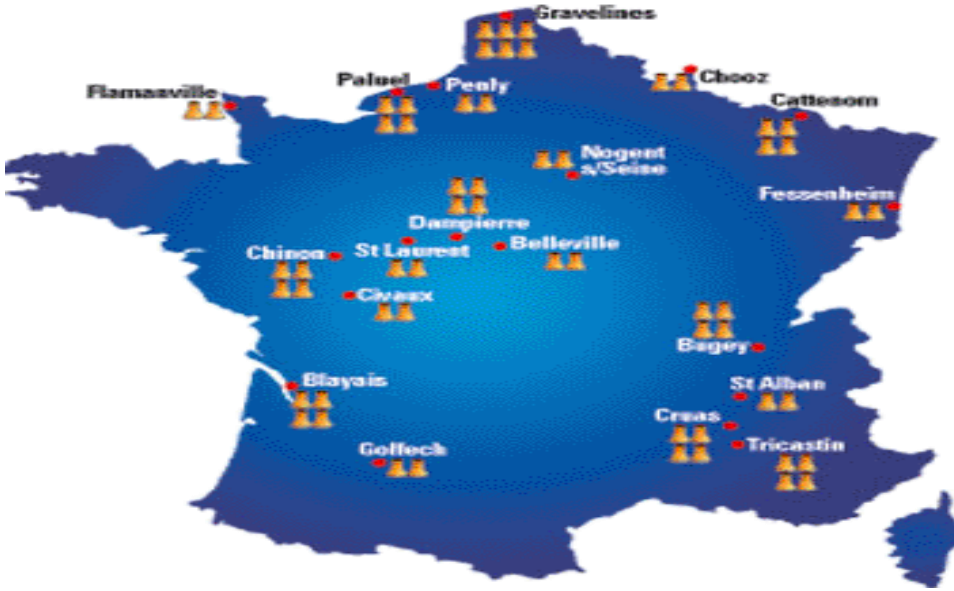 Gravelines
Paluel
Penly
Chooz
Flamanville
Cattenom
Nogent
s/Seine
Fessenheim
Dampierre
Chinon
St Laurent
Belleville
Civaux
Bugey
Blayais
St Alban
Cruas
Golfech
Tricastin